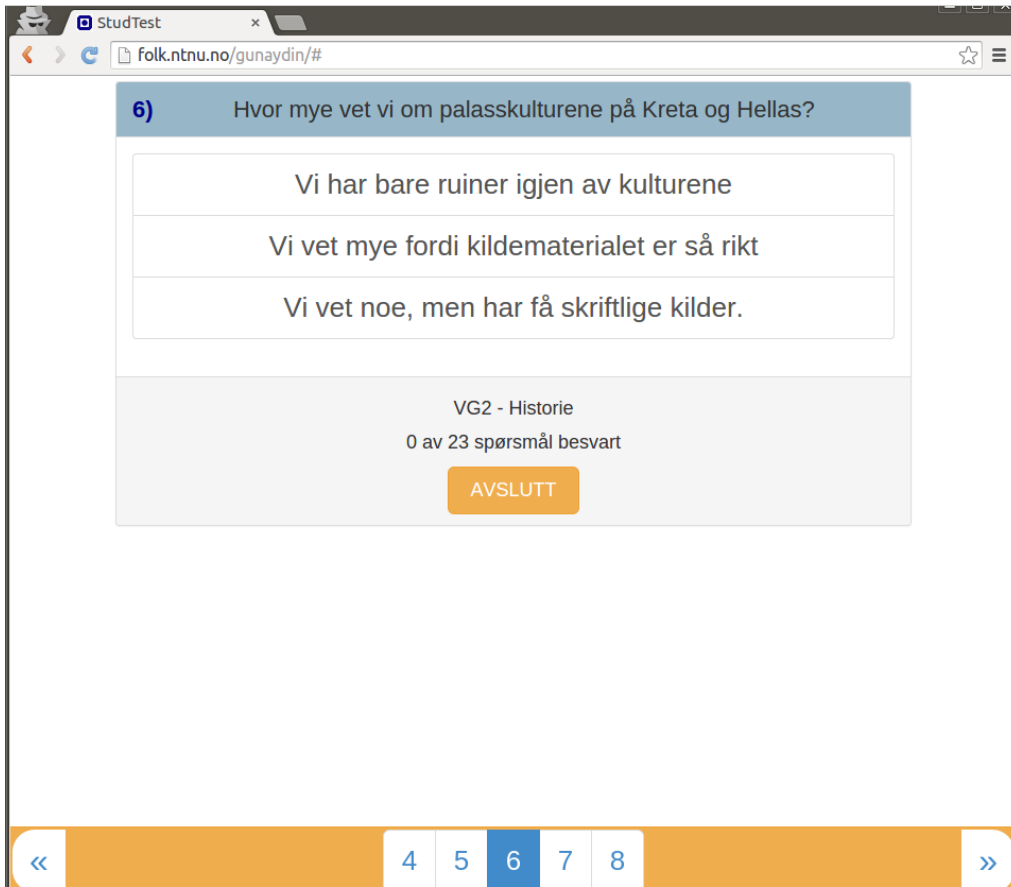 StudTest ×
folk.ntnu.no/gunaydin/#
6) Hvor mye vet vi om palasskulturene på Kreta og Hellas?
Vi har bare ruiner igjen av kulturene
Vi vet mye fordi kildematerialet er så rikt
Vi vet noe, men har få skriftlige kilder.
VG2 - Historie
0 av 23 spørsmål besvart
AVSLUTT
« 4 5 6 7 8 »